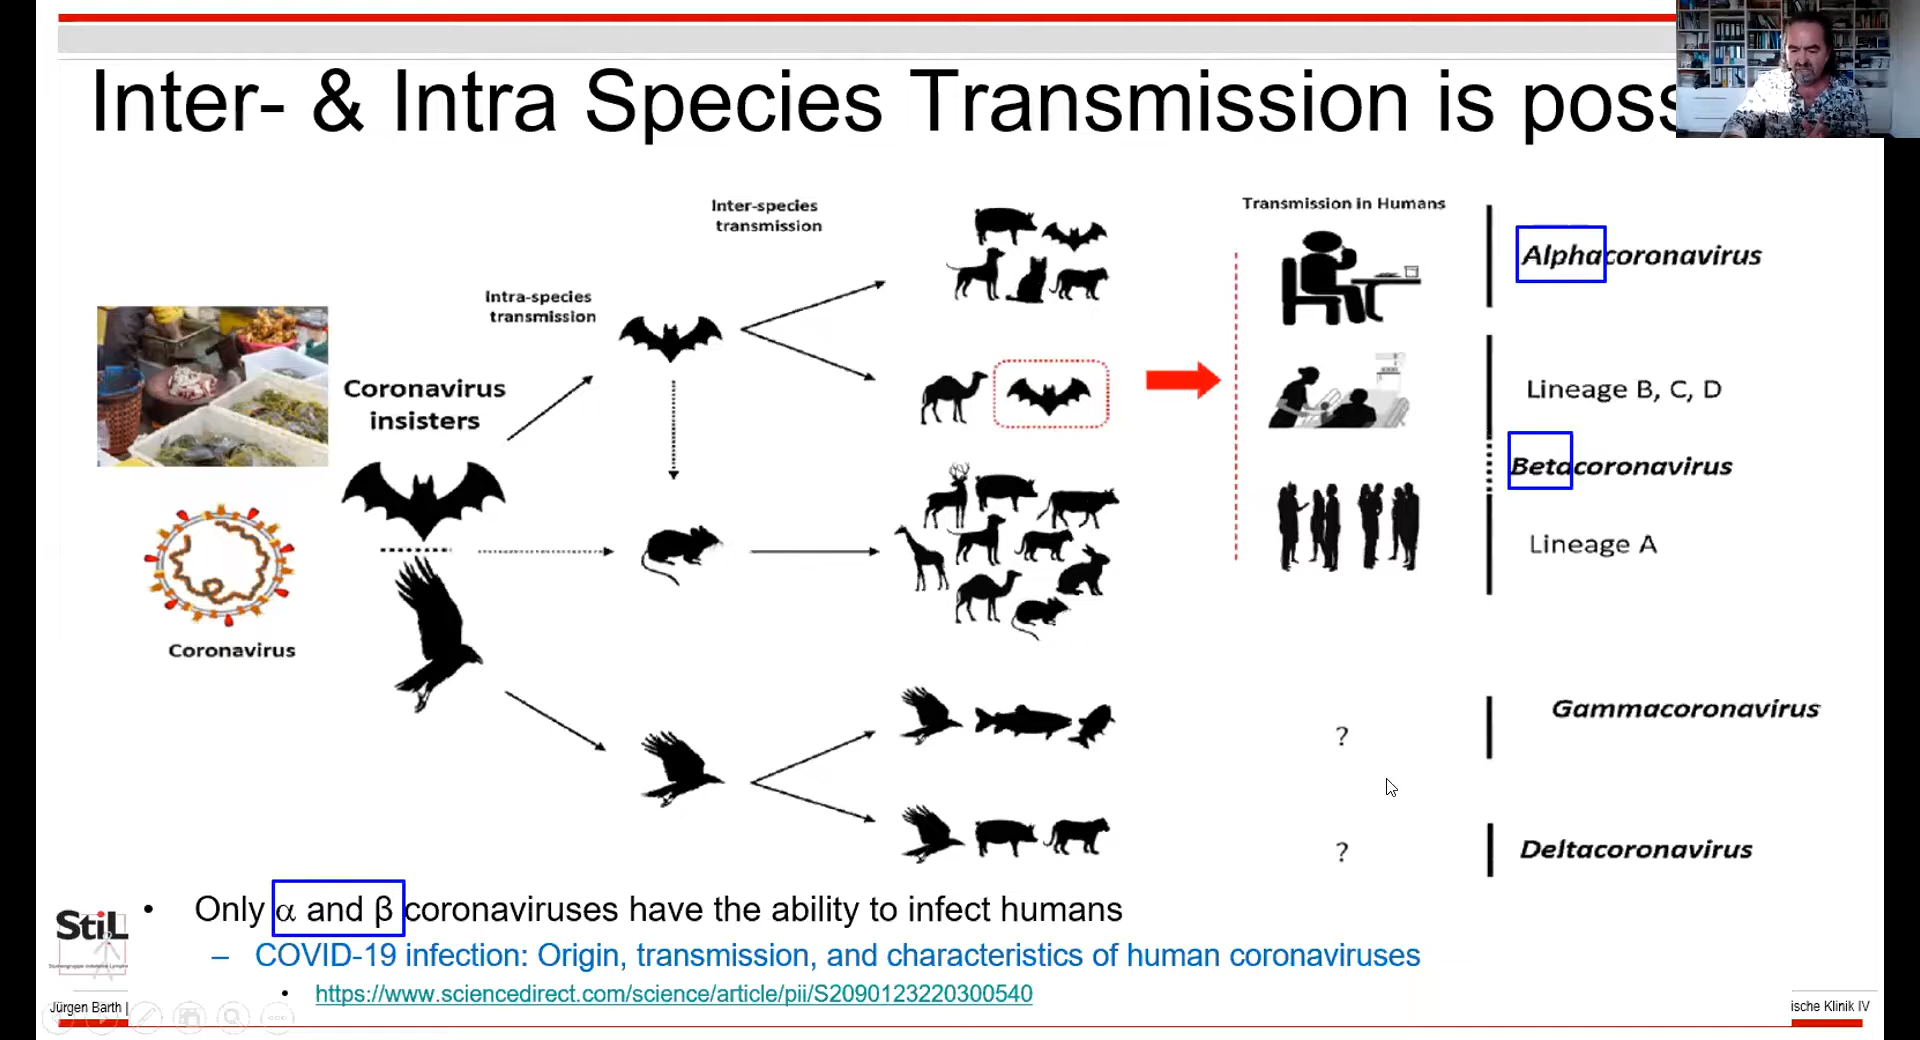 Inter- & Intra Species Transmission is poss
Inter-species
transmission
Transmission in Humans
Alphacoronavirus
Intra-species
transmission
Coronavirus
insisters
Lineage B, C, D
Betacoronavirus
Lineage A
Coronavirus
Gammacoronavirus
?
?
Deltacoronavirus
• Only α and β coronaviruses have the ability to infect humans
– COVID-19 infection: Origin, transmission, and characteristics of human coronaviruses
• https://www.sciencedirect.com/science/article/pii/S2090123220300540
StiL
Jürgen Barth |
ische Klinik IV